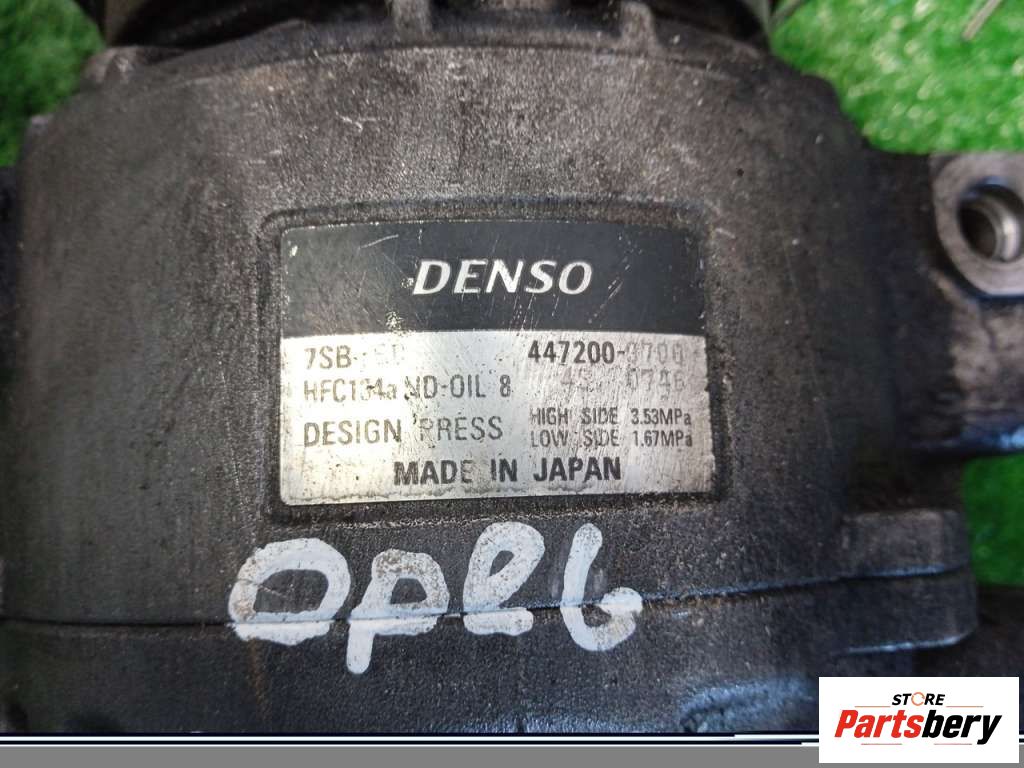 DENSO
7SB
447200-
HFC134a ND-OIL 8
DESIGN PRESS
HIGH SIDE 3.53MPa
LOW SIDE 1.67MPa
MADE IN JAPAN
STORE
Partsbery